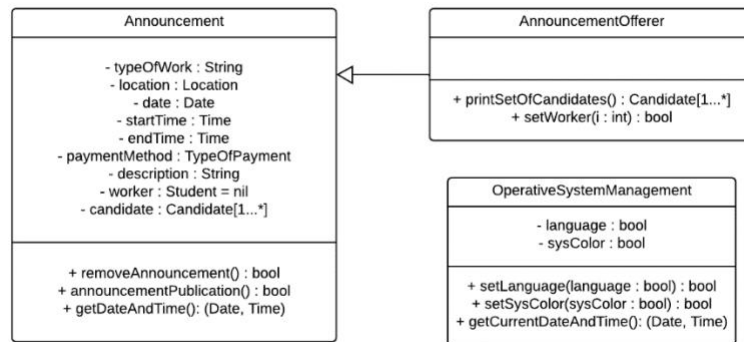 Announcement
- typeOfWork : String
- location : Location
- date : Date
- startTime : Time
- endTime : Time
- paymentMethod : TypeOfPayment
- description : String
- worker : Student = nil
- candidate : Candidate[1...*]
+ removeAnnouncement() : bool
+ announcementPublication() : bool
+ getDateAndTime(): (Date, Time)
AnnouncementOfferer
+ printSetOfCandidates() : Candidate[1...*]
+ setWorker(i : int) : bool
OperativeSystemManagement
- language : bool
- sysColor : bool
+ setLanguage(language : bool) : bool
+ setSysColor(sysColor : bool) : bool
+ getCurrentDateAndTime(): (Date, Time)